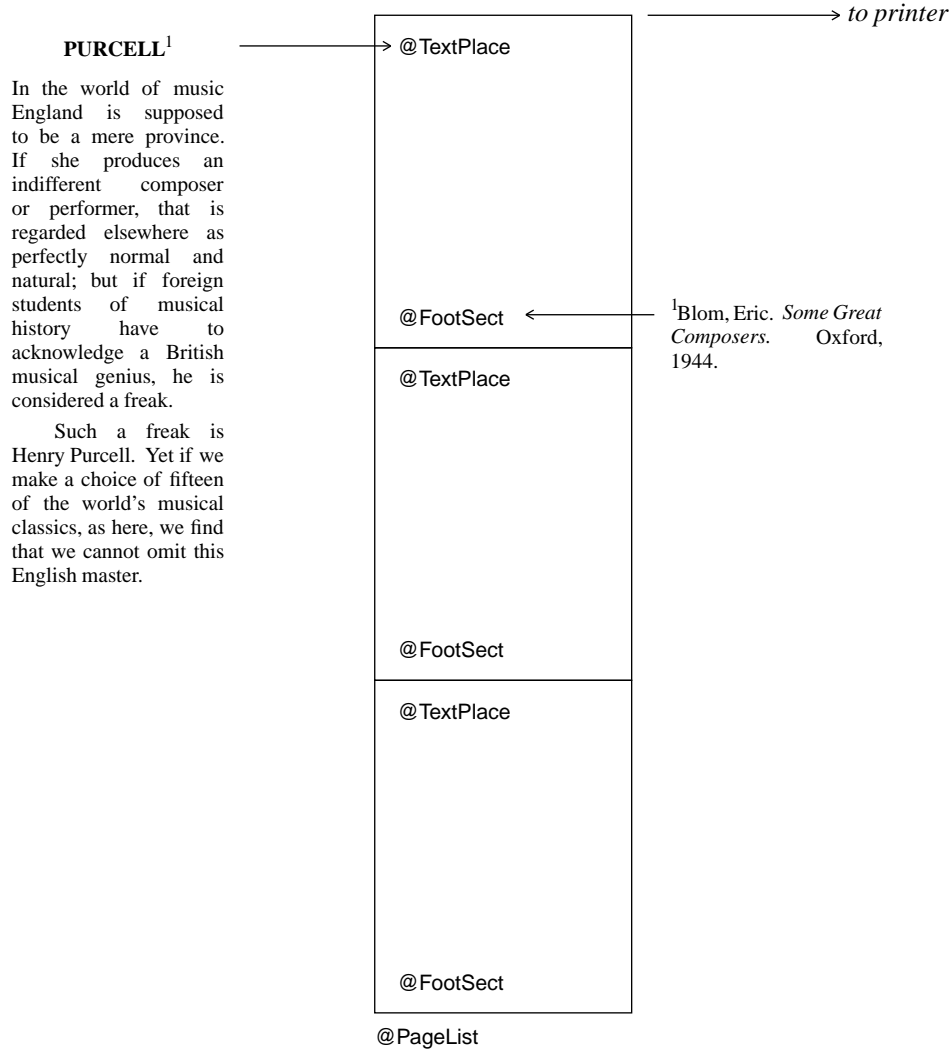 to printer
PURCELL1
@TextPlace
In the world of music
England is supposed
to be a mere province.
If she produces an
indifferent composer
or performer, that is
regarded elsewhere as
perfectly normal and
natural; but if foreign
students of musical
history have to
acknowledge a British
musical genius, he is
considered a freak.
Such a freak is
Henry Purcell. Yet if we
make a choice of fifteen
of the world's musical
classics, as here, we find
that we cannot omit this
English master.
@FootSect
1Blom, Eric. Some Great
Composers. Oxford,
1944.
@TextPlace
@FootSect
@TextPlace
@FootSect
@PageList